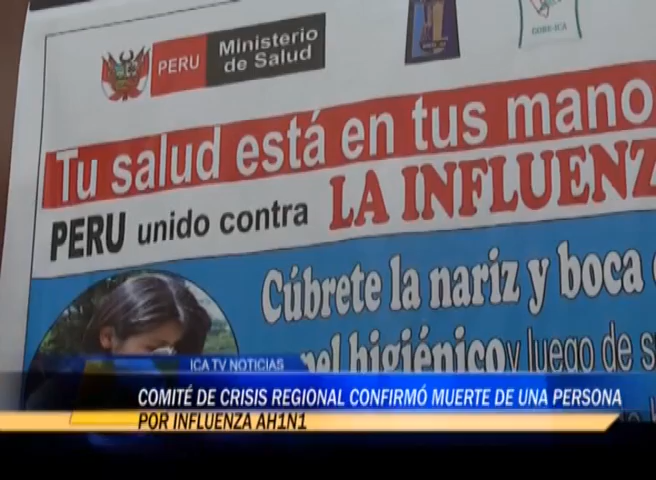 PERU
Ministerio
de Salud
GORE-ICA
Tu salud está en tus mano
PERU unido contra LA INFLUENZ
Cúbrete la nariz y boca
pel higiénico y luego de s
ICA TV NOTICIAS
COMITÉ DE CRISIS REGIONAL CONFIRMÓ MUERTE DE UNA PERSONA
POR INFLUENZA AH1N1